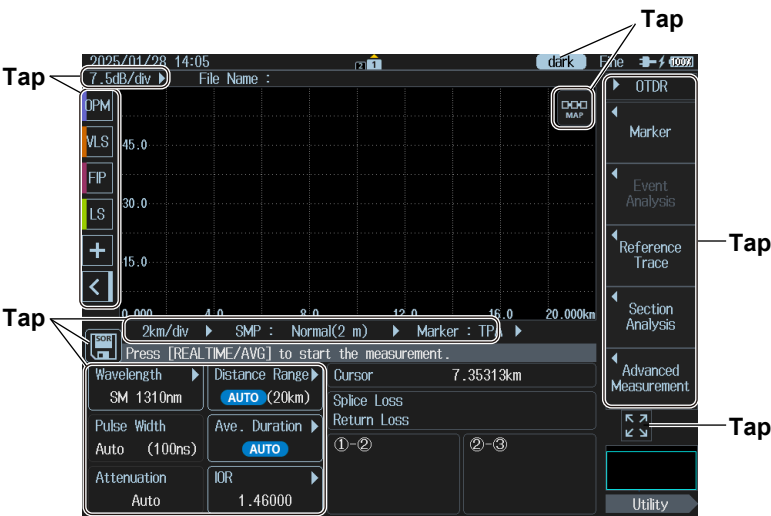 Tap
2025/01/28 14:05
2 1
dark
Fine
100%
Tap
7.5dB/div
File Name :
OTDR
OPM
MAP
Marker
VLS
45.0
FIP
Event
Analysis
LS
30.0
Tap
Reference
Trace
15.0
Section
Analysis
0.000 4.0 8.0 12.0 16.0 20.000km
Tap
2km/div SMP : Normal(2 m) Marker : TPA
SOR
Press [REALTIME/AVG] to start the measurement.
Wavelength
SM 1310nm
Distance Range
AUTO (20km)
Cursor 7.35313km
Advanced
Measurement
Splice Loss
Return Loss
Pulse Width
Auto (100ns)
Ave. Duration
AUTO
Tap
①-② ②-③
Attenuation
Auto
IOR
1.46000
Utility